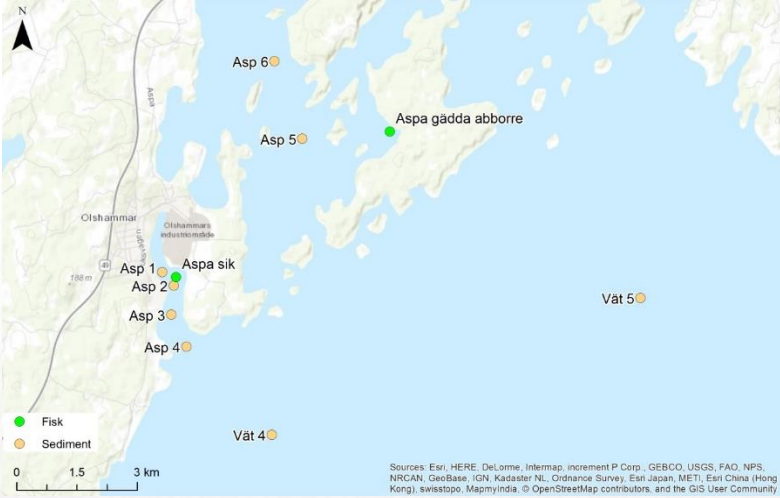 N
Asp 6
Aspa
Aspa gädda abborre
Asp 5
Olshammar
Olshammars
industriområde
Aspa sik
Asp 1
188 m
49
Asp 2
Vät 5
Asp 3
Asp 4
Fisk
Vät 4
Sediment
0 1.5 3 km
Sources: Esri, HERE, DeLorme, Intermap, increment P Corp., GEBCO, USGS, FAO, NPS,
NRCAN, GeoBase, IGN, Kadaster NL, Ordnance Survey, Esri Japan, METI, Esri China (Hong
Kong), swisstopo, MapmyIndia, © OpenStreetMap contributors, and the GIS User Community